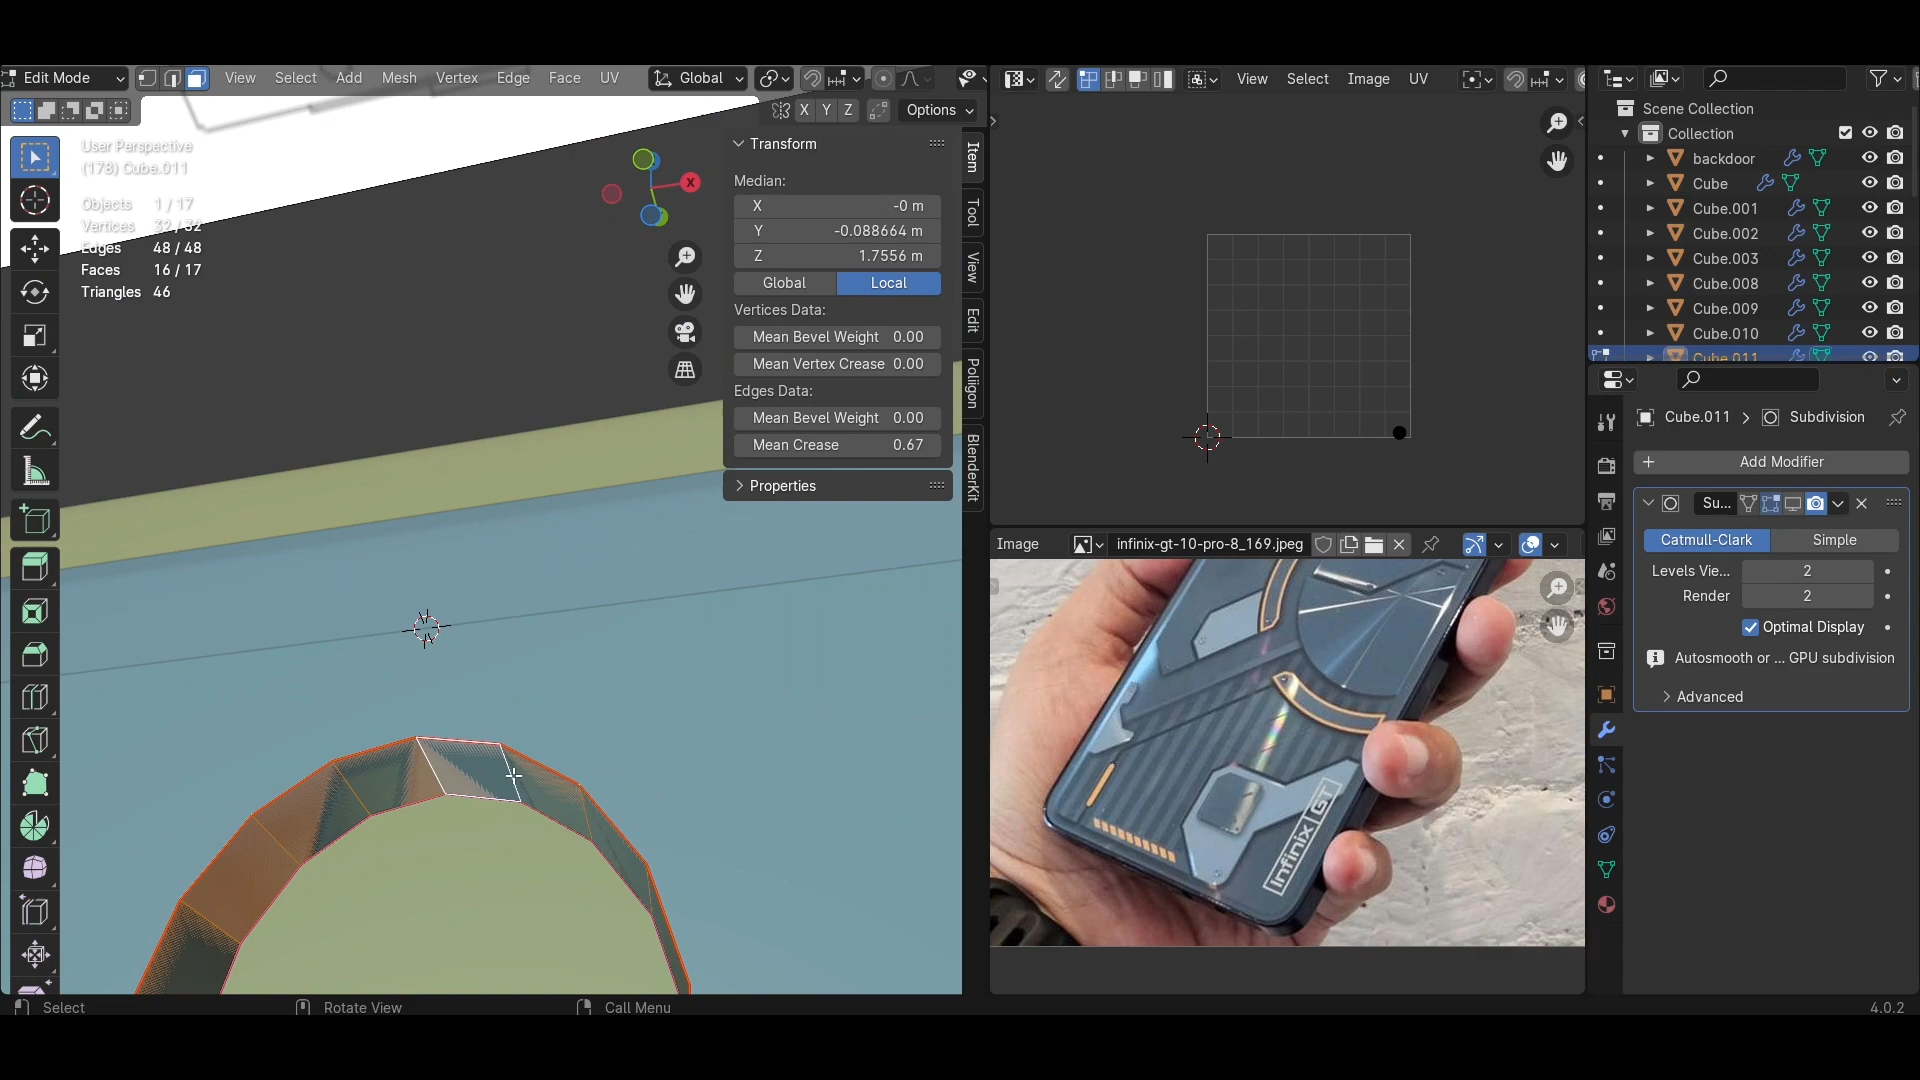 Edit Mode
View Select Add Mesh Vertex Edge Face UV
Global
X Y Z
Options
User Perspective
(178) Cube.011
Objects 1 / 17
Vertices 32 / 32
Edges 48 / 48
Faces 16 / 17
Triangles 46
X
Transform
Median:
X -0 m
Y -0.088664 m
Z 1.7556 m
Global Local
Vertices Data:
Mean Bevel Weight 0.00
Mean Vertex Crease 0.00
Edges Data:
Mean Bevel Weight 0.00
Mean Crease 0.67
Properties
Item
Tool
View
Edit
Poliigon
BlenderKit
View Select Image UV
Image
infinix-gt-10-pro-8_169.jpeg
Infinix GT
Scene Collection
Collection
backdoor
Cube
Cube.001
Cube.002
Cube.003
Cube.008
Cube.009
Cube.010
Cube.011
Cube.011 Subdivision
Add Modifier
Su...
Catmull-Clark Simple
Levels Vie... 2
Render 2
Optimal Display
Autosmooth or ... GPU subdivision
Advanced
Select Rotate View Call Menu 4.0.2